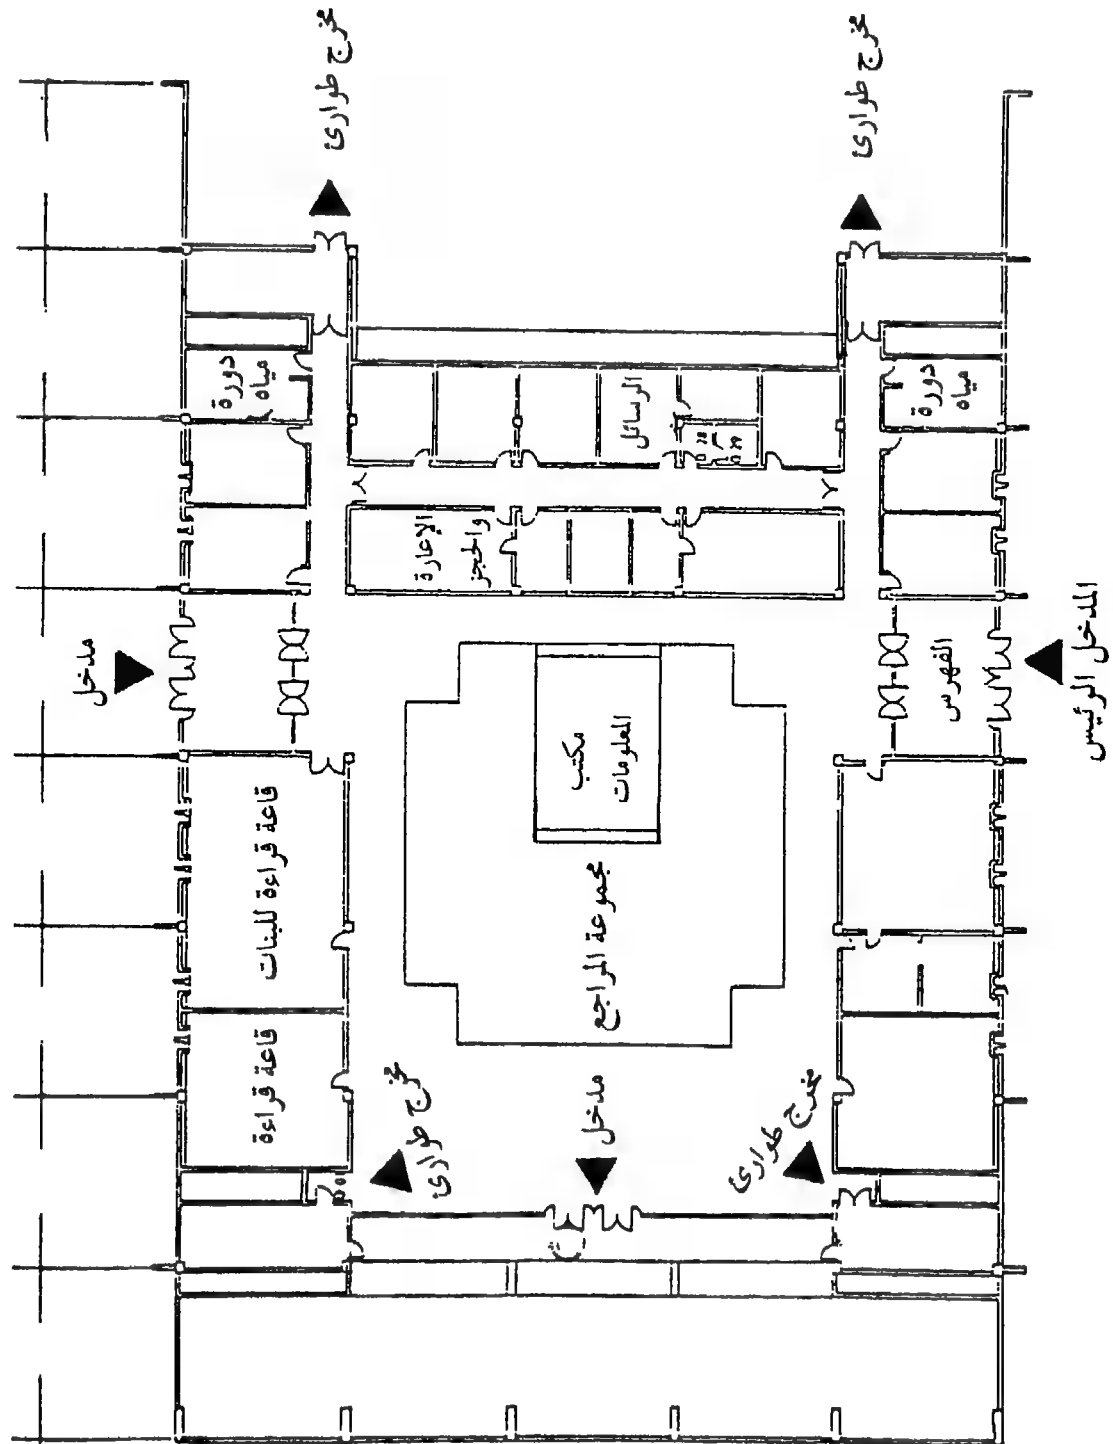 مخرج طوارئ
مخرج طوارئ
دورة
مياه
الرسائل
دورة
مياه
الإعارة
والحجز
مدخل
الفهرس
المدخل الرئيس
مكتب
المعلومات
قاعة قراءة للبنات
مجموعة المراجع
قاعة قراءة
مخرج طوارئ
مدخل
مخرج طوارئ